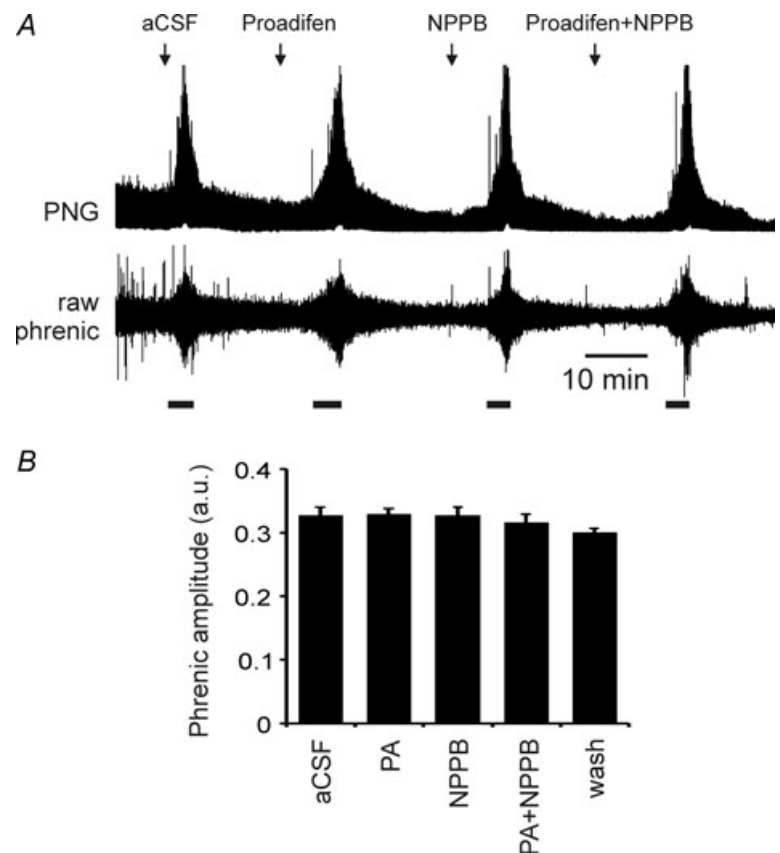 A
aCSF Proadifen NPPB Proadifen+NPPB
PNG
raw
phrenic
10 min
B
Phrenic amplitude (a.u.)
0.4
0.3
0.2
0.1
0
aCSF
PA
NPPB
PA+NPPB
wash